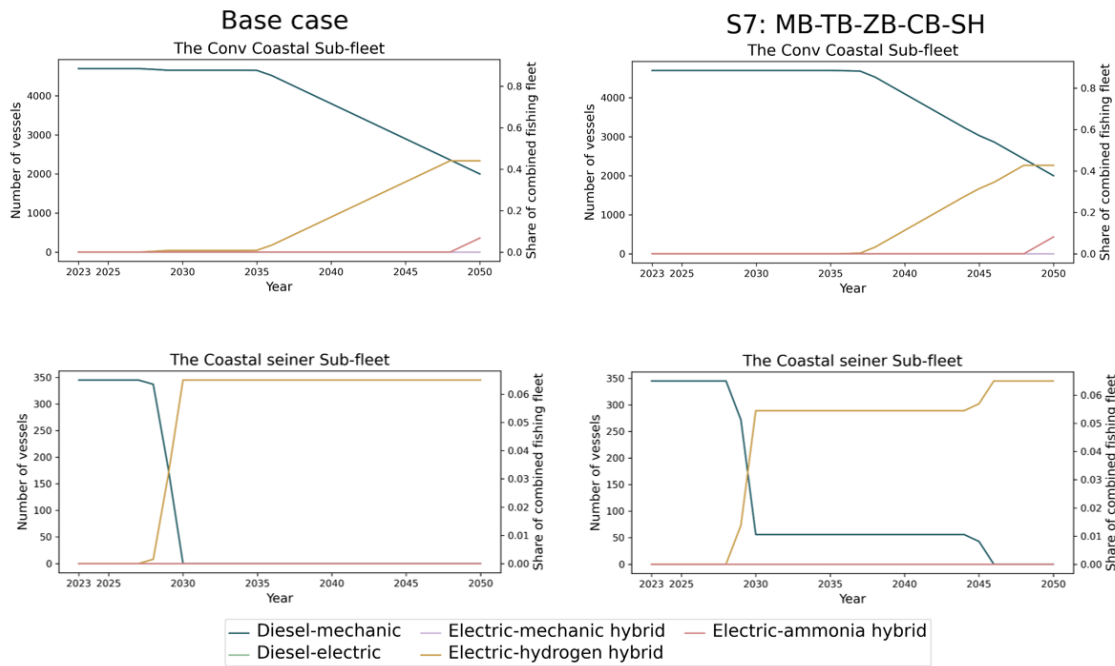 Base case
The Conv Coastal Sub-fleet
Number of vessels
4000
3000
2000
1000
0
Share of combined fishing fleet
0.8
0.6
0.4
0.2
0.0
2023 2025 2030 2035 2040 2045 2050
Year
S7: MB-TB-ZB-CB-SH
The Conv Coastal Sub-fleet
Number of vessels
4000
3000
2000
1000
0
Share of combined fishing fleet
0.8
0.6
0.4
0.2
0.0
2023 2025 2030 2035 2040 2045 2050
Year
The Coastal seiner Sub-fleet
Number of vessels
350
300
250
200
150
100
50
0
Share of combined fishing fleet
0.06
0.05
0.04
0.03
0.02
0.01
0.00
2023 2025 2030 2035 2040 2045 2050
Year
The Coastal seiner Sub-fleet
Number of vessels
350
300
250
200
150
100
50
0
Share of combined fishing fleet
0.06
0.05
0.04
0.03
0.02
0.01
0.00
2023 2025 2030 2035 2040 2045 2050
Year
Diesel-mechanic
Diesel-electric
Electric-mechanic hybrid
Electric-hydrogen hybrid
Electric-ammonia hybrid